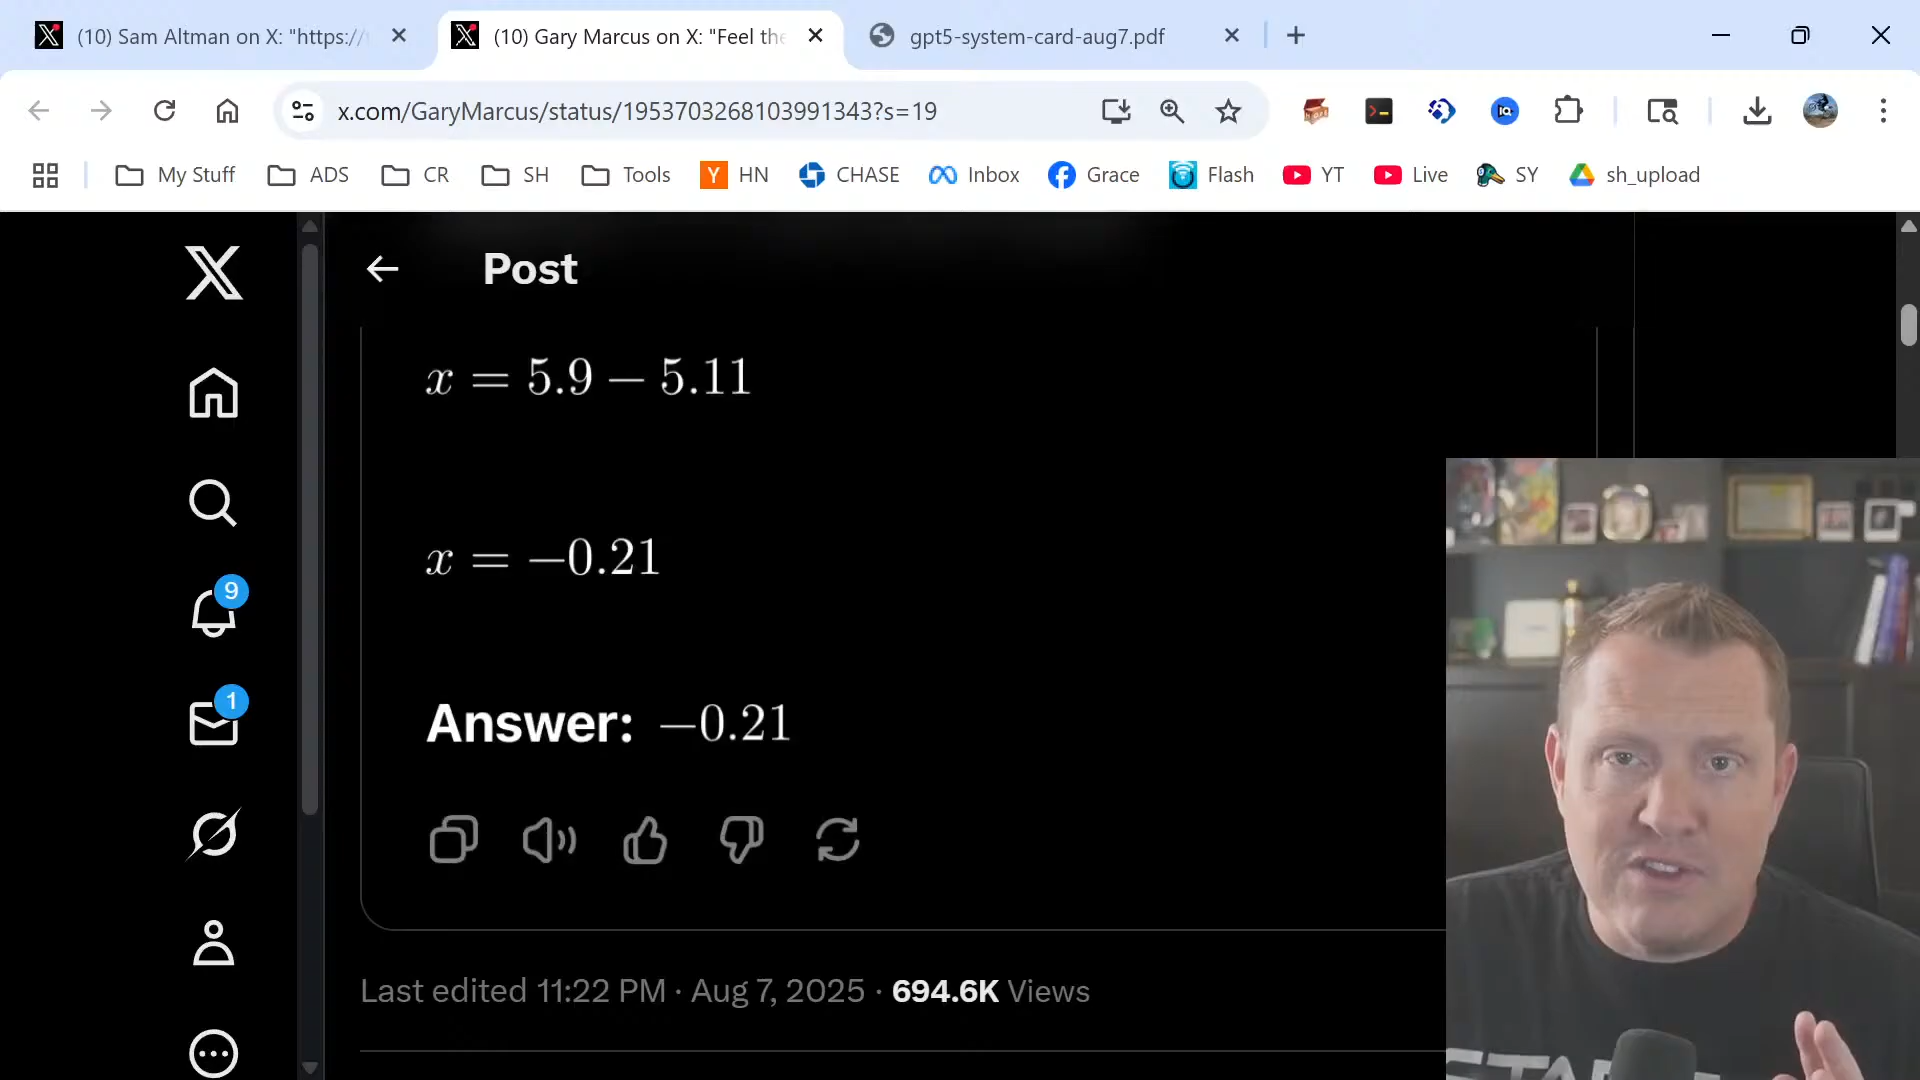 (10) Sam Altman on X: "https://
(10) Gary Marcus on X: "Feel the
gpt5-system-card-aug7.pdf
x.com/GaryMarcus/status/1953703268103991343?s=19
My Stuff
ADS
CR
SH
Tools
HN
CHASE
Inbox
Grace
Flash
YT
Live
SY
sh_upload
Post
x = 5.9 − 5.11
x = −0.21
9
Answer: −0.21
1
Last edited 11:22 PM · Aug 7, 2025 · 694.6K Views